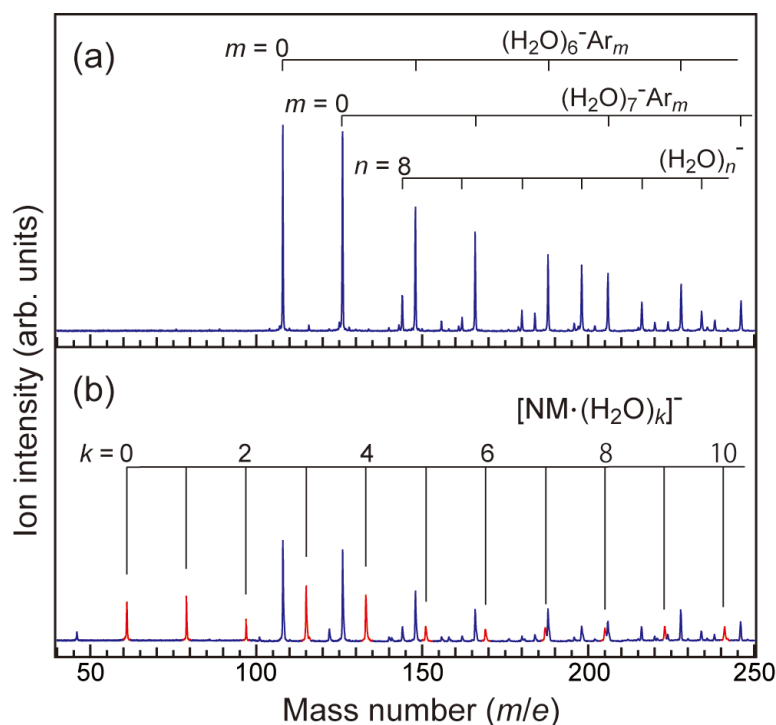 (a)
m = 0 (H₂O)₆⁻Arₘ
m = 0 (H₂O)₇⁻Arₘ
n = 8 (H₂O)ₙ⁻
(b)
[NM·(H₂O)ₖ]⁻
k = 0 2 4 6 8 10
50 100 150 200 250
Mass number (m/e)
Ion intensity (arb. units)